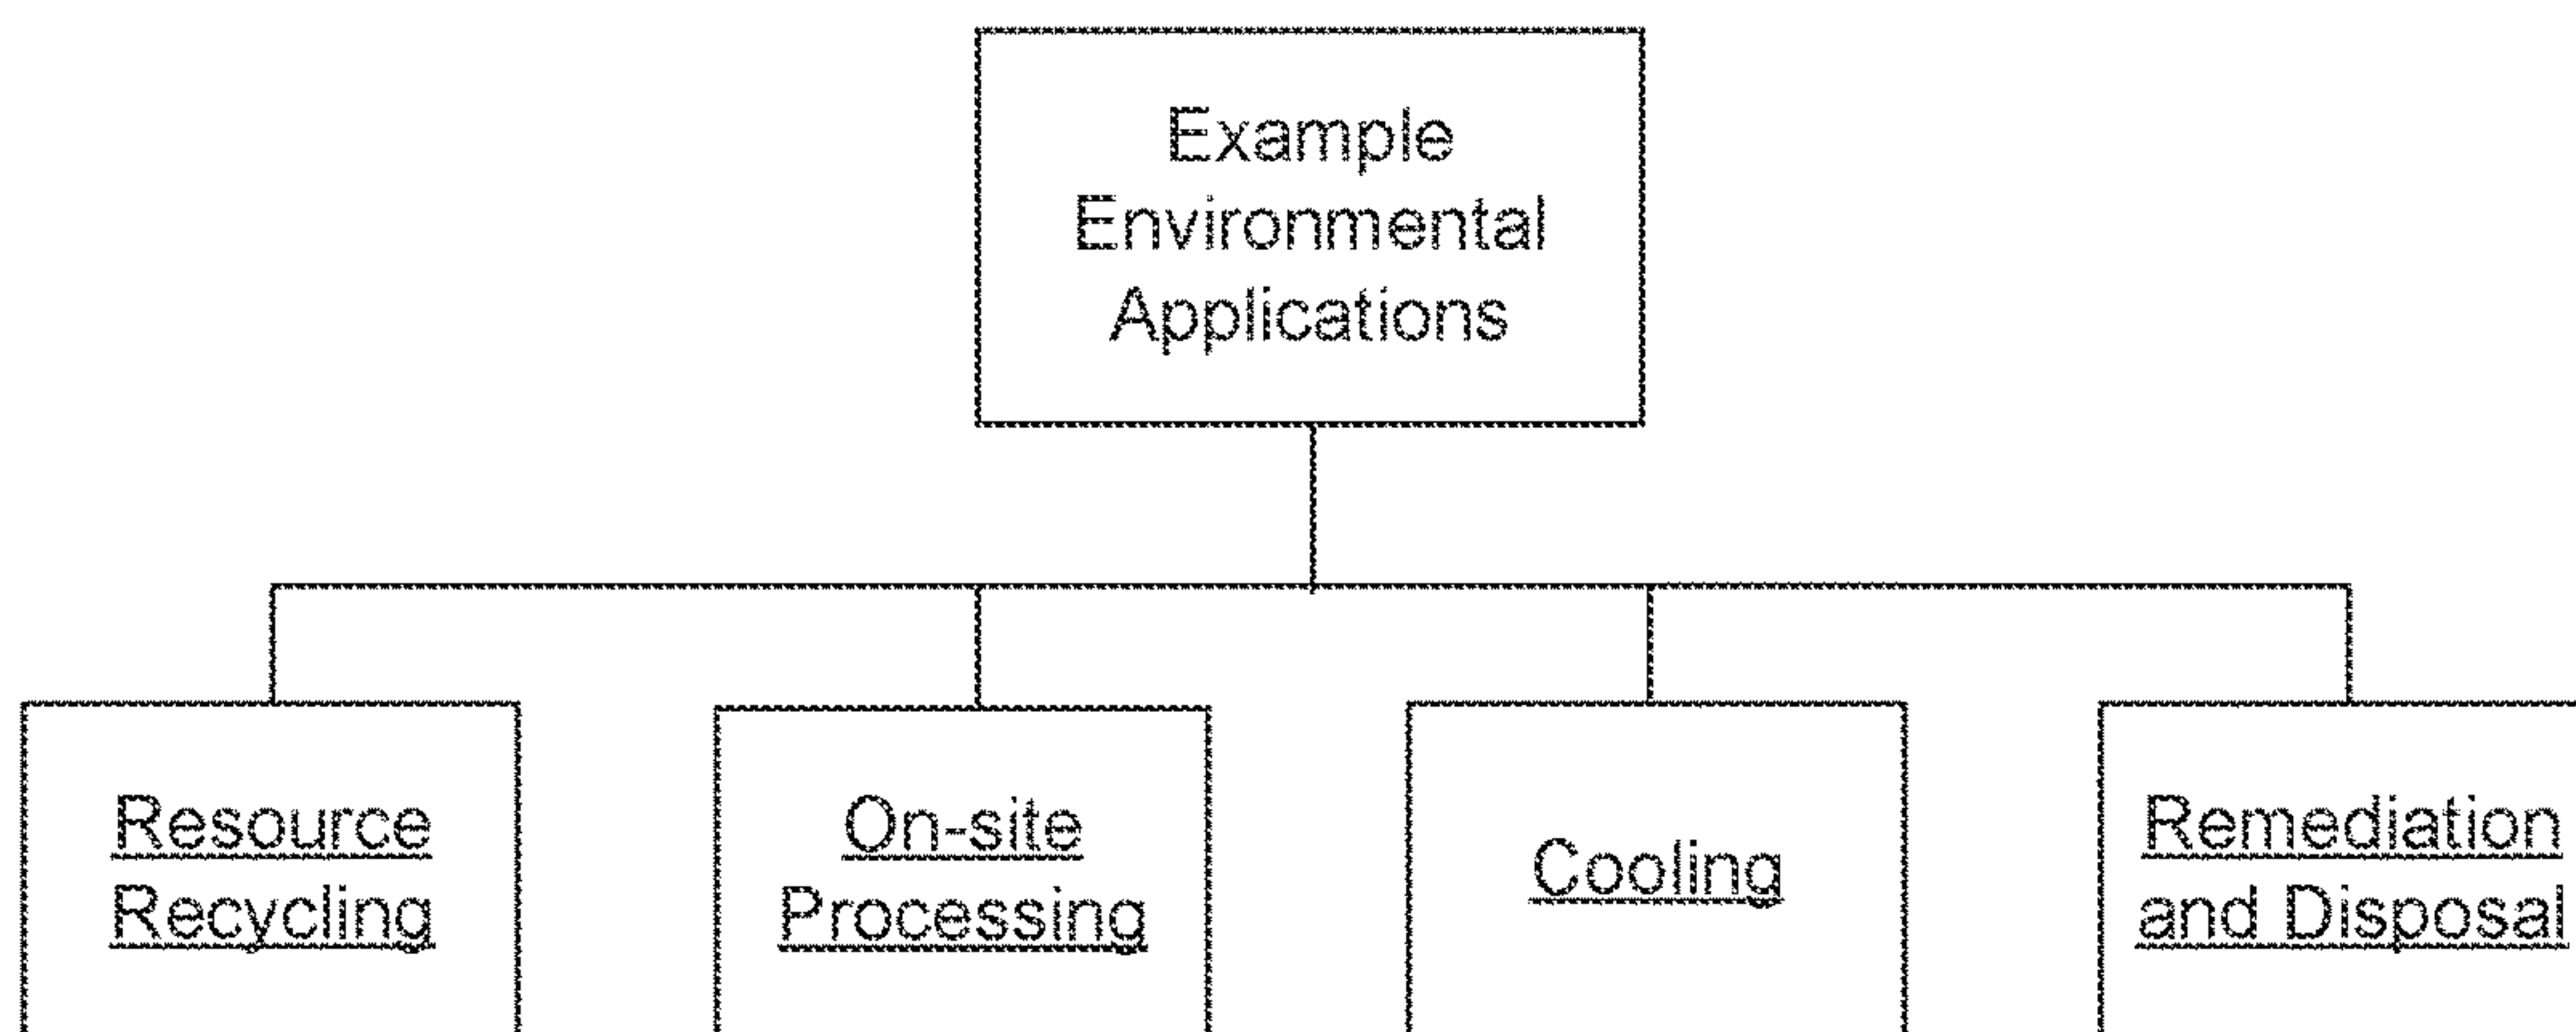 Example
Environmental
Applications
Resource
Recycling
On-site
Processing
Cooling
Remediation
and Disposal